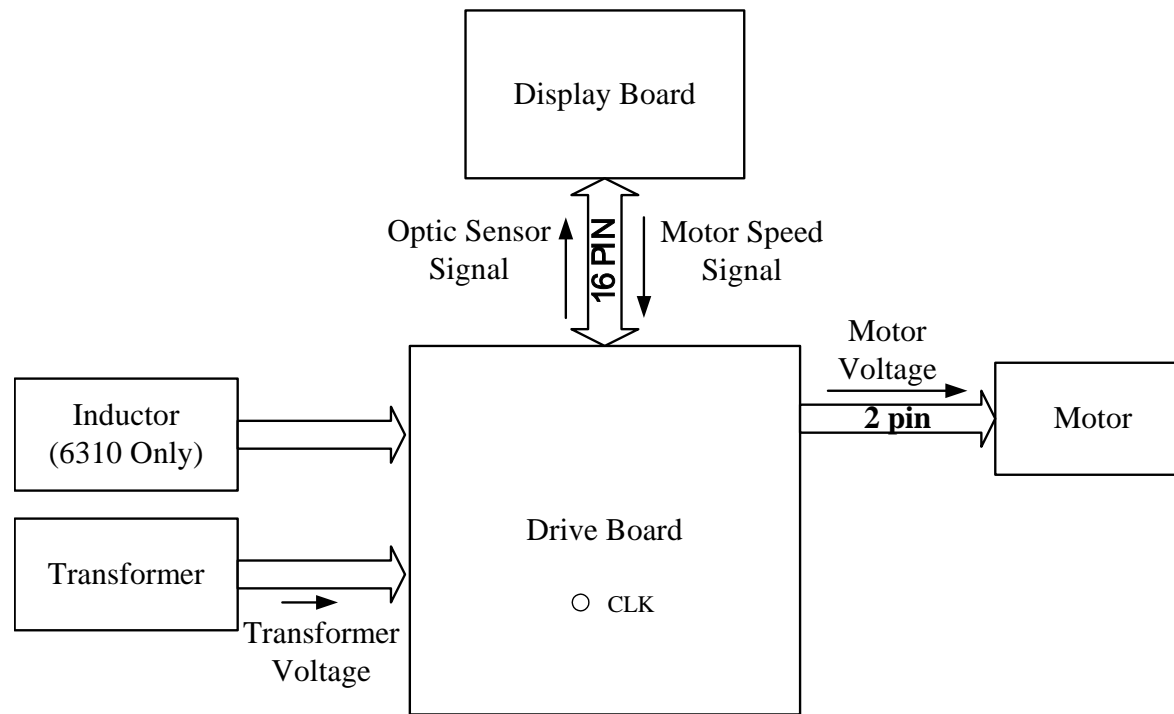 Display Board
Optic Sensor
Signal
16 PIN
Motor Speed
Signal
Motor
Voltage
2 pin
Motor
Inductor
(6310 Only)
Drive Board
Transformer
CLK
Transformer
Voltage